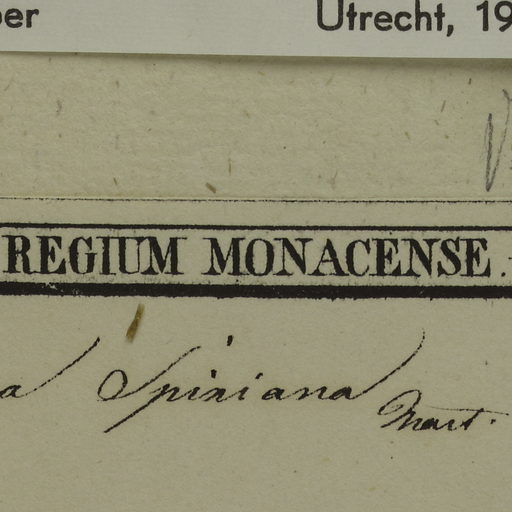 ber Utrecht, 19
REGIUM MONACENSE.
a Spixiana Mart.